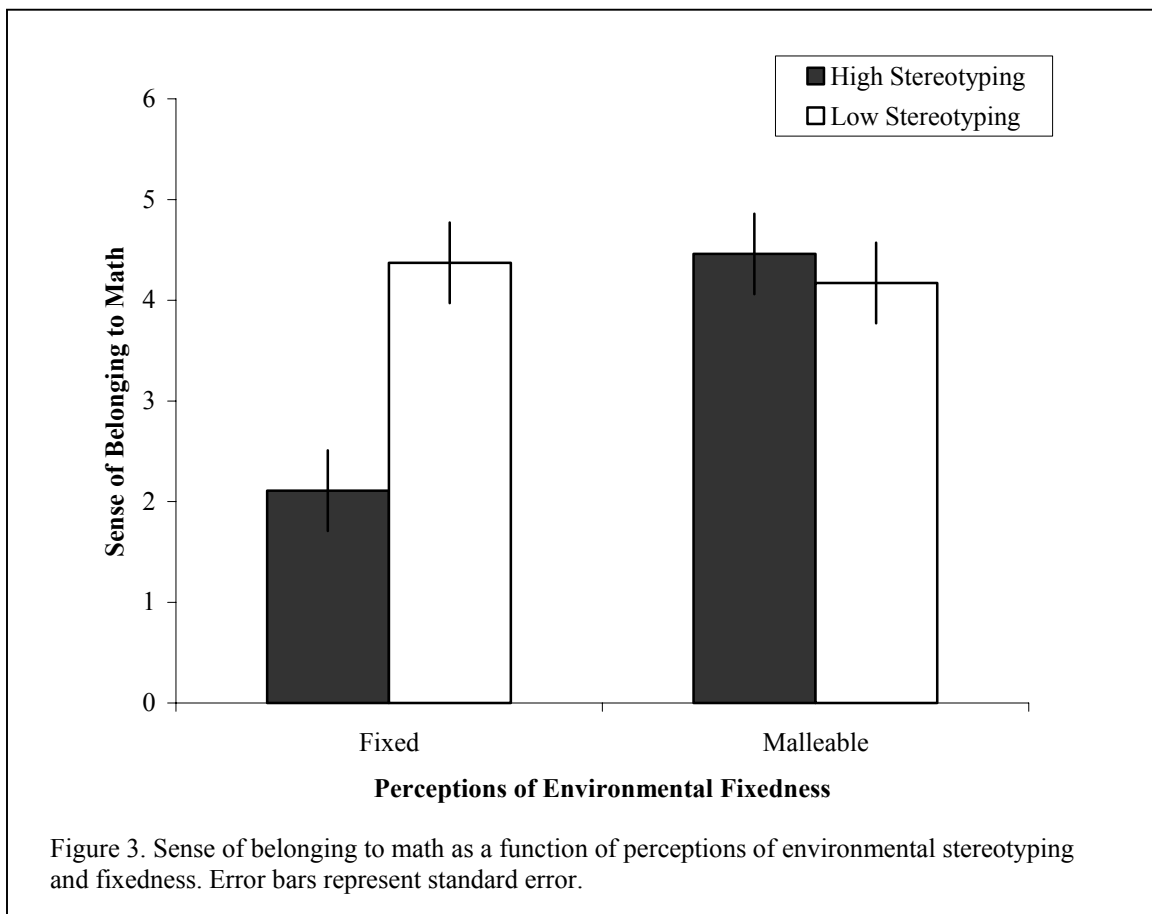 High Stereotyping
Low Stereotyping
6
5
4
3
2
1
0
Sense of Belonging to Math
Fixed
Malleable
Perceptions of Environmental Fixedness
Figure 3. Sense of belonging to math as a function of perceptions of environmental stereotyping
and fixedness. Error bars represent standard error.